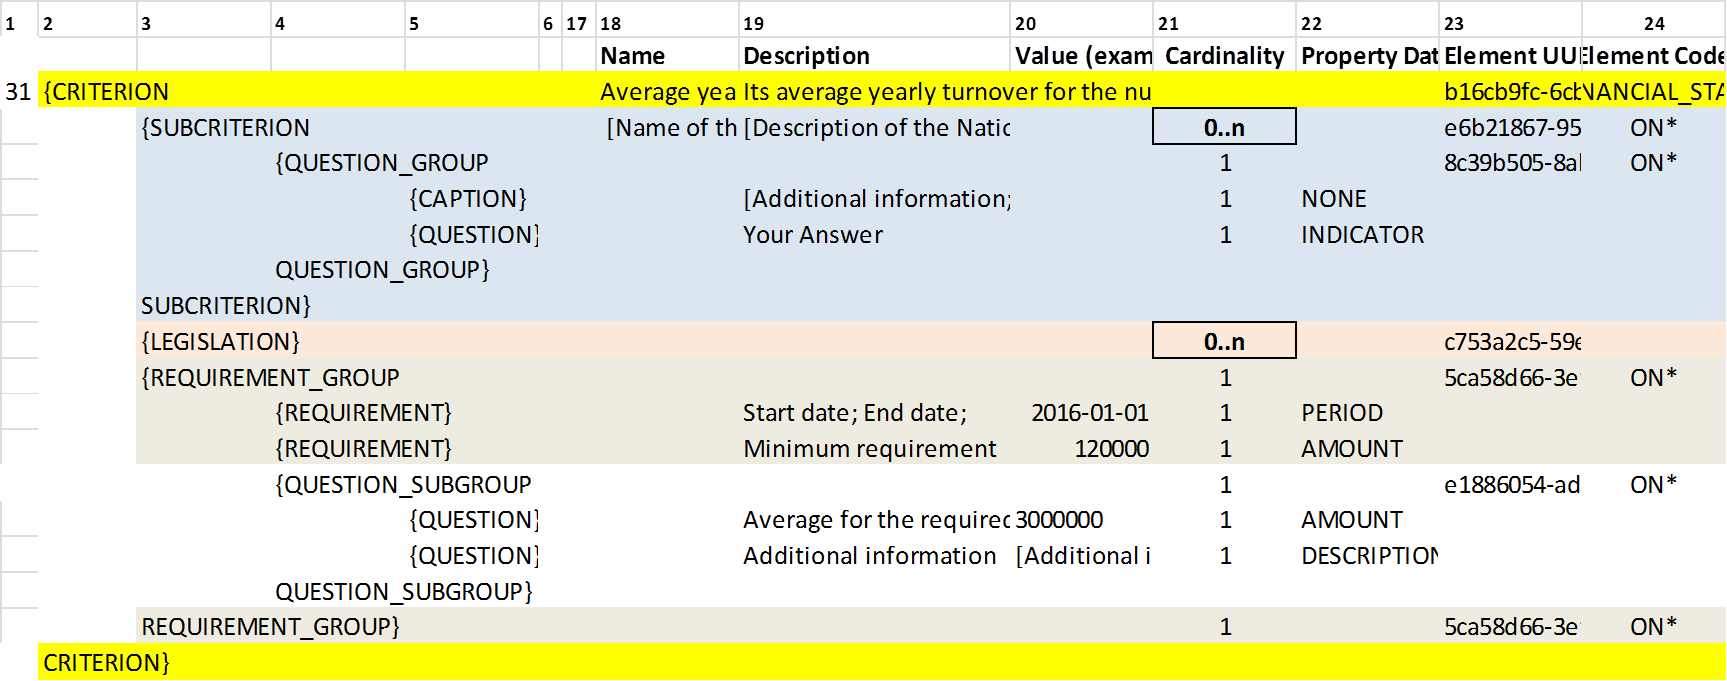 1 2 3 4 5 6 17 18 19 20 21 22 23 24
Name Description Value (exam Cardinality Property Dat Element UU Element Code
31 {CRITERION Average yea Its average yearly turnover for the nu b16cb9fc-6cb NANCIAL_STA
{SUBCRITERION [Name of th [Description of the Natio 0..n e6b21867-95 ON*
{QUESTION_GROUP 1 8c39b505-8a ON*
{CAPTION} [Additional information; 1 NONE
{QUESTION} Your Answer 1 INDICATOR
QUESTION_GROUP}
SUBCRITERION}
{LEGISLATION} 0..n c753a2c5-59e
{REQUIREMENT_GROUP 1 5ca58d66-3e ON*
{REQUIREMENT} Start date; End date; 2016-01-01 1 PERIOD
{REQUIREMENT} Minimum requirement 120000 1 AMOUNT
{QUESTION_SUBGROUP 1 e1886054-ad ON*
{QUESTION} Average for the required 3000000 1 AMOUNT
{QUESTION} Additional information [Additional i 1 DESCRIPTION
QUESTION_SUBGROUP}
REQUIREMENT_GROUP} 1 5ca58d66-3e ON*
CRITERION}